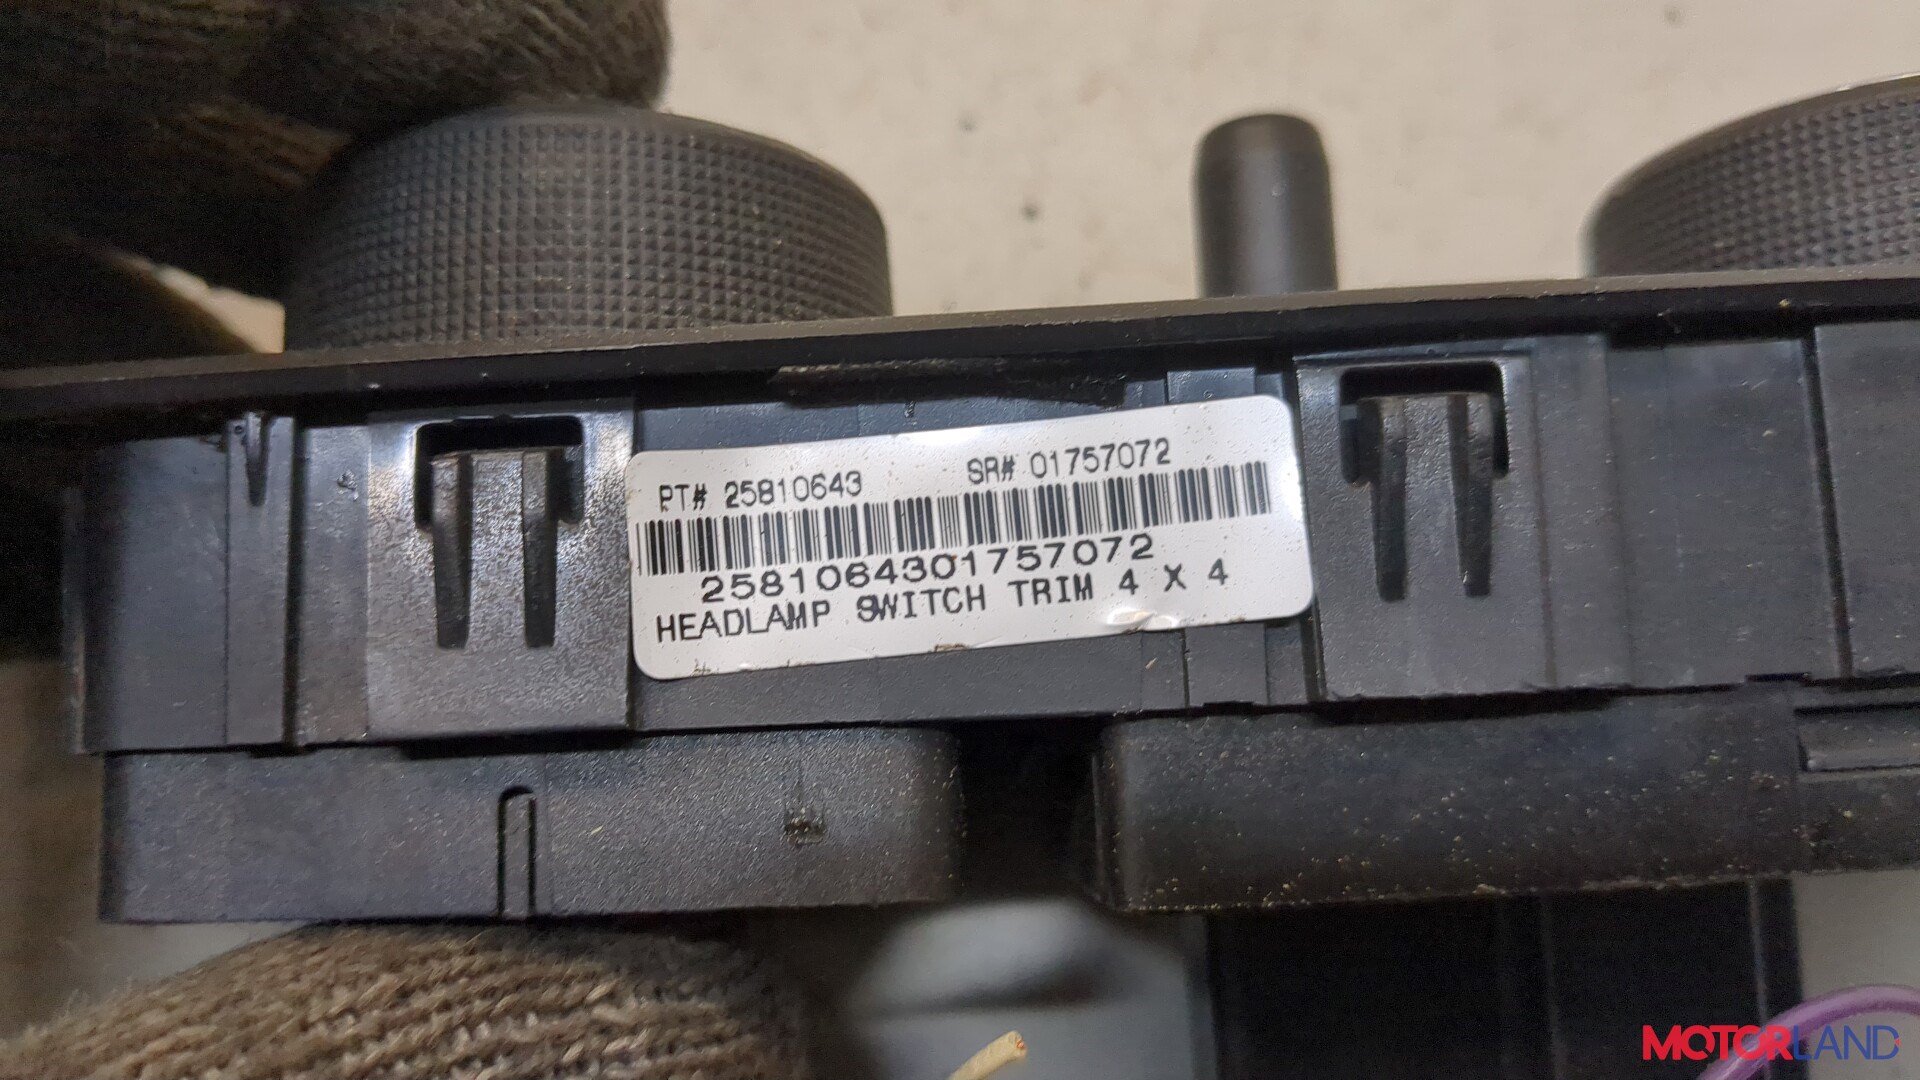 PT# 25810643 SR# 01757072
2581064301757072
HEADLAMP SWITCH TRIM 4 X 4
MOTORLAND